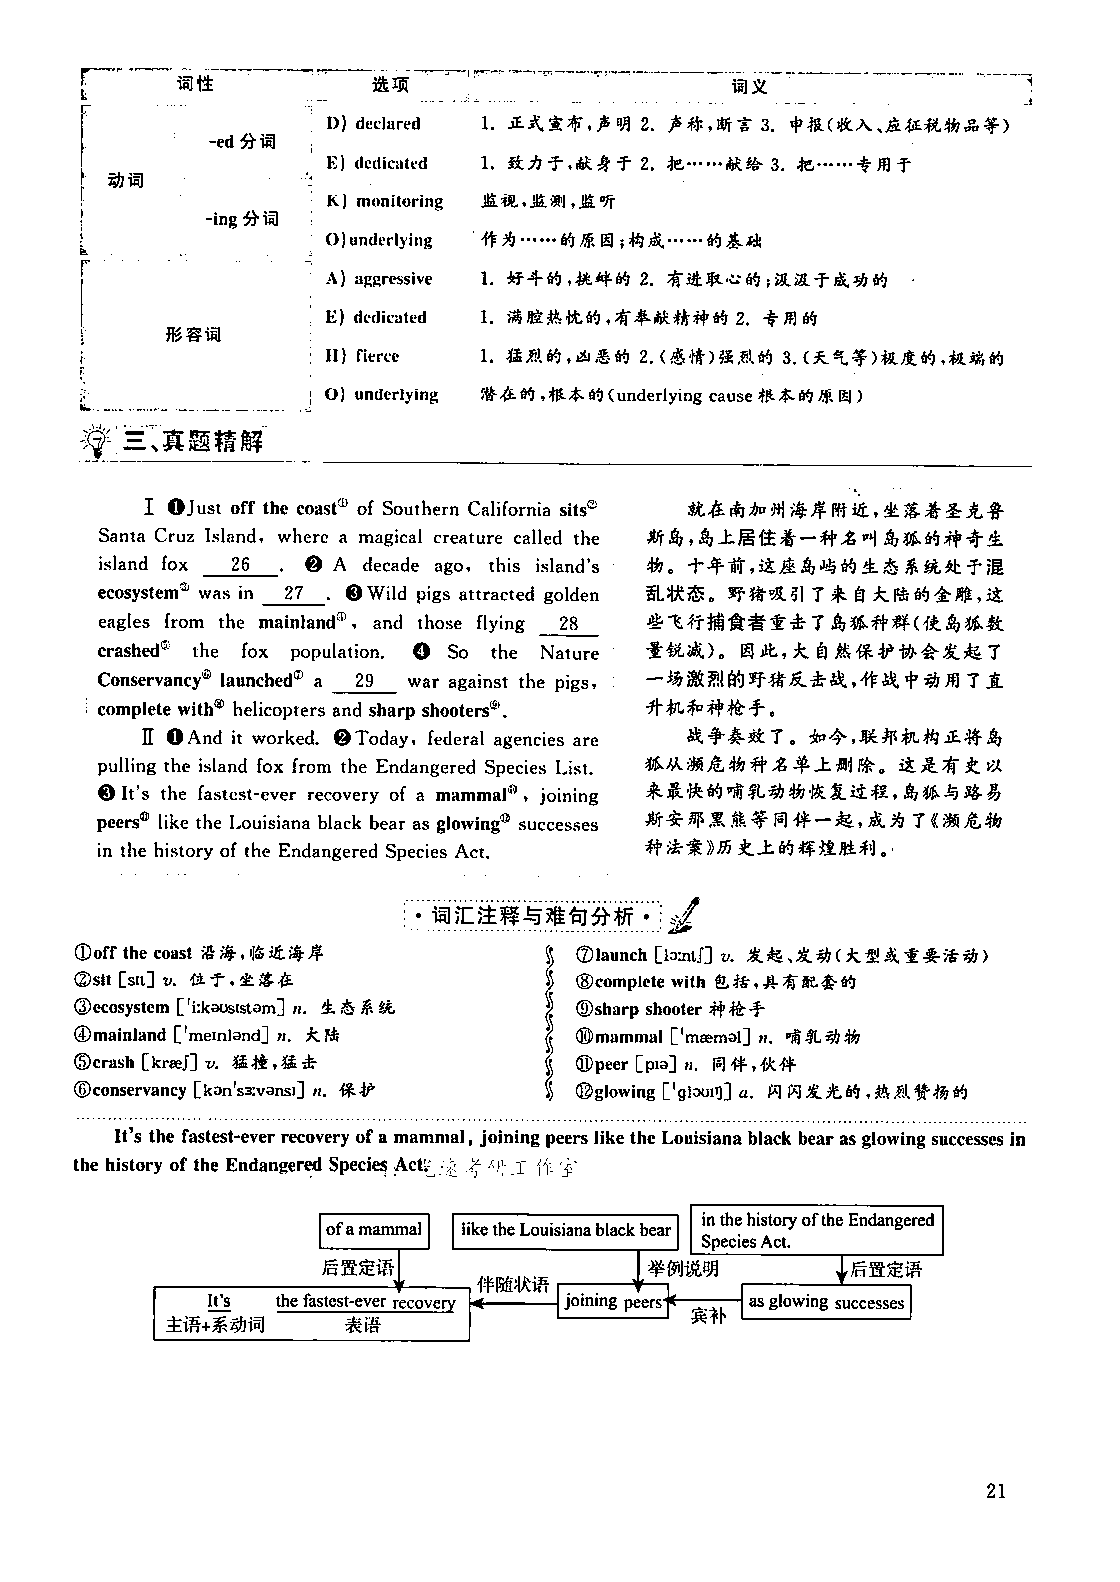 词性 选项 词义
动词 -ed 分词 D) declared 1. 正式宣布,声明 2. 声称,断言 3. 申报(收入、应征税物品等)
E) dedicated 1. 致力于,献身于 2. 把……献给 3. 把……专用于
-ing 分词 K) monitoring 监视,监测,监听
O) underlying 作为……的原因;构成……的基础
形容词 A) aggressive 1. 好斗的,挑衅的 2. 有进取心的;汲汲于成功的
E) dedicated 1. 满腔热忱的,有奉献精神的 2. 专用的
H) fierce 1. 猛烈的,凶恶的 2.(感情)强烈的 3.(天气等)极度的,极端的
O) underlying 潜在的,根本的(underlying cause 根本的原因)
三、真题精解
Ⅰ ❶Just off the coast① of Southern California sits②
Santa Cruz Island, where a magical creature called the
island fox 26 . ❷ A decade ago, this island's
ecosystem③ was in 27 . ❸Wild pigs attracted golden
eagles from the mainland④, and those flying 28
crashed⑤ the fox population. ❹ So the Nature
Conservancy⑥ launched⑦ a 29 war against the pigs,
complete with⑧ helicopters and sharp shooters⑨.
Ⅱ ❶And it worked. ❷Today, federal agencies are
pulling the island fox from the Endangered Species List.
❸It's the fastest-ever recovery of a mammal⑩, joining
peers⑪ like the Louisiana black bear as glowing⑫ successes
in the history of the Endangered Species Act.
就在南加州海岸附近,坐落着圣克鲁
斯岛,岛上居住着一种名叫岛狐的神奇生
物。十年前,这座岛屿的生态系统处于混
乱状态。野猪吸引了来自大陆的金雕,这
些飞行捕食者重击了岛狐种群(使岛狐数
量锐减)。因此,大自然保护协会发起了
一场激烈的野猪反击战,作战中动用了直
升机和神枪手。
战争奏效了。如今,联邦机构正将岛
狐从濒危物种名单上删除。这是有史以
来最快的哺乳动物恢复过程,岛狐与路易
斯安那黑熊等同伴一起,成为了《濒危物
种法案》历史上的辉煌胜利。
·词汇注释与难句分析·
①off the coast 沿海,临近海岸
②sit [sɪt] v. 位于,坐落在
③ecosystem [ˈiːkəʊsɪstəm] n. 生态系统
④mainland [ˈmeɪnlənd] n. 大陆
⑤crash [kræʃ] v. 猛撞,猛击
⑥conservancy [kənˈsɜːvənsɪ] n. 保护
⑦launch [lɔːntʃ] v. 发起、发动(大型或重要活动)
⑧complete with 包括,具有配套的
⑨sharp shooter 神枪手
⑩mammal [ˈmæməl] n. 哺乳动物
⑪peer [pɪə] n. 同伴,伙伴
⑫glowing [ˈgləʊɪŋ] a. 闪闪发光的,热烈赞扬的
It's the fastest-ever recovery of a mammal, joining peers like the Louisiana black bear as glowing successes in
the history of the Endangered Species Act.
of a mammal like the Louisiana black bear in the history of the Endangered
Species Act.
后置定语 举例说明 后置定语
伴随状语
It's the fastest-ever recovery joining peers as glowing successes
主语+系动词 表语 宾补
21